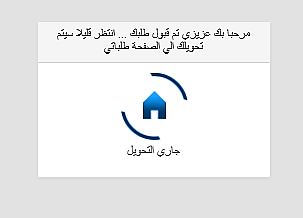 مرحبا بك عزيزي تم قبول طلبك ... انتظر قليلا سيتم
تحويلك الي الصفحة طلباتي
جاري التحويل